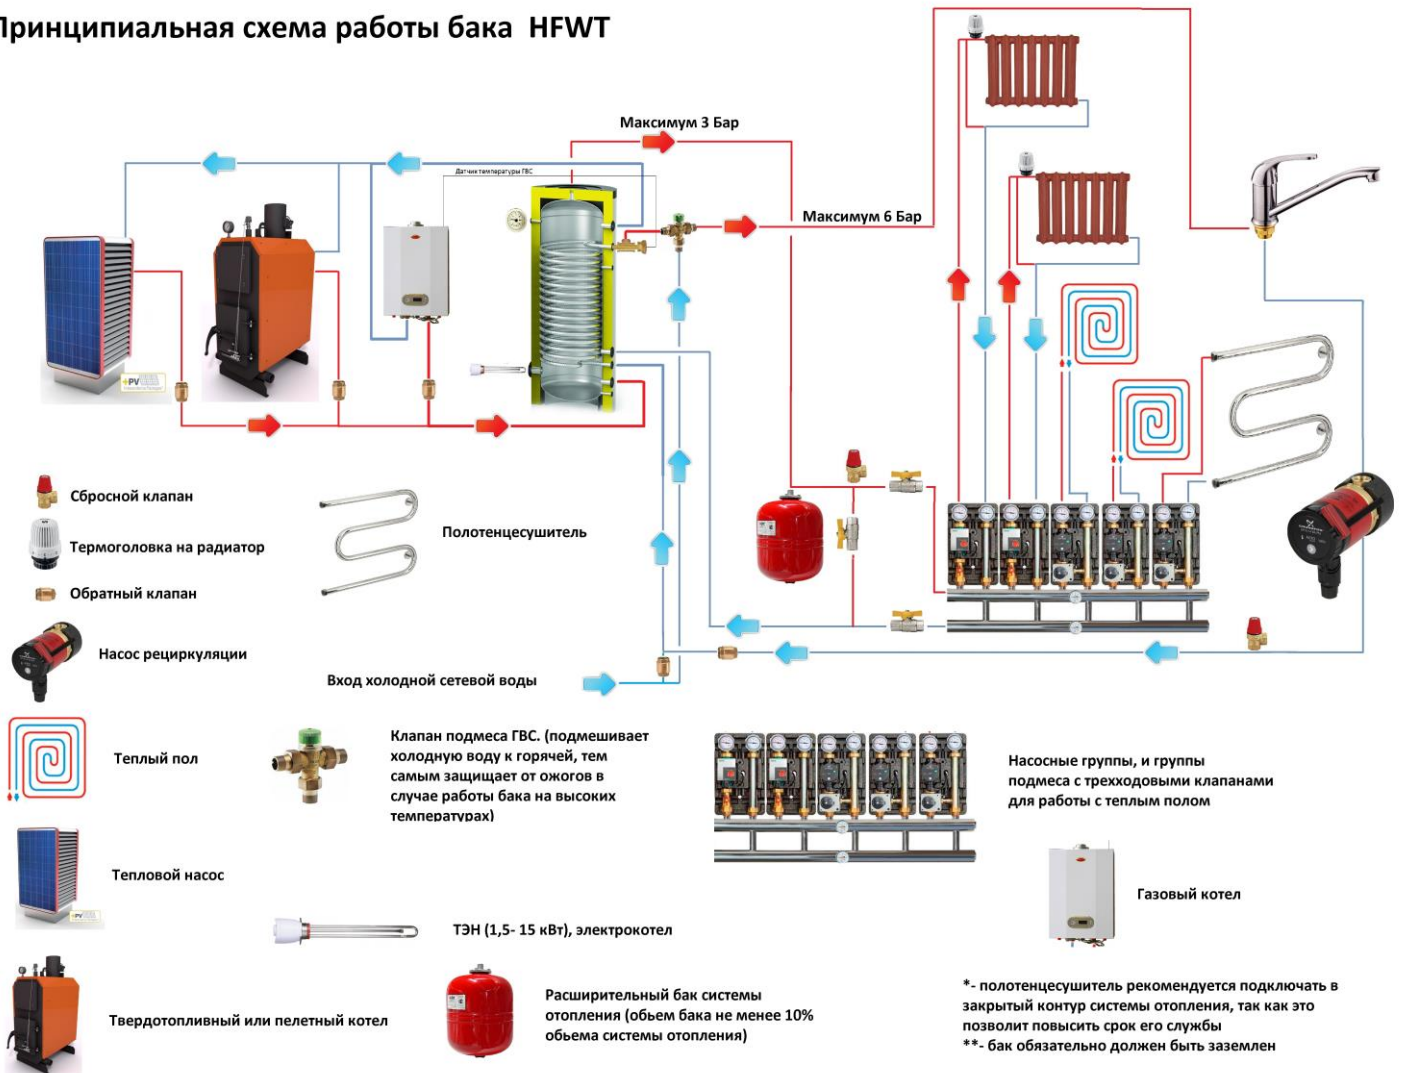 Принципиальная схема работы бака HFWT
Максимум 3 Бар
Датчик температуры ГВС
Максимум 6 Бар
+PV
Сбросной клапан
Термоголовка на радиатор
Обратный клапан
Насос рециркуляции
Полотенцесушитель
Вход холодной сетевой воды
Теплый пол
Клапан подмеса ГВС. (подмешивает
холодную воду к горячей, тем
самым защищает от ожогов в
случае работы бака на высоких
температурах)
Насосные группы, и группы
подмеса с трехходовыми клапанами
для работы с теплым полом
Тепловой насос
+PV
Газовый котел
ТЭН (1,5- 15 кВт), электрокотел
Твердотопливный или пелетный котел
Расширительный бак системы
отопления (обьем бака не менее 10%
обьема системы отопления)
*- полотенцесушитель рекомендуется подключать в
закрытый контур системы отопления, так как это
позволит повысить срок его службы
**- бак обязательно должен быть заземлен